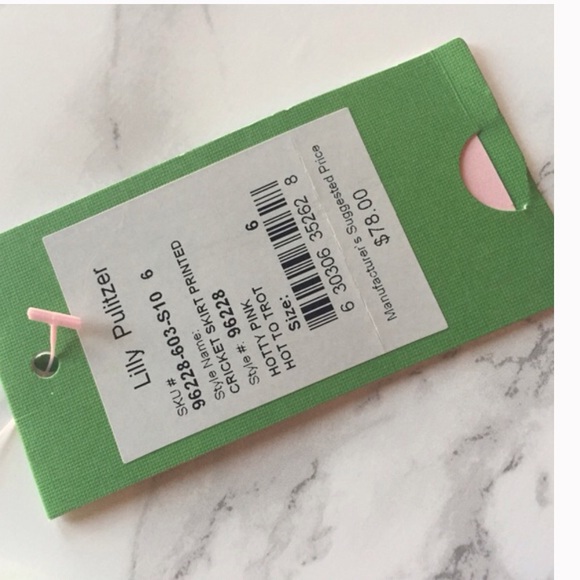 Lilly Pulitzer
SKU#
96228-603-S10 6
Style Name:
CRICKET SKIRT PRINTED
Style #: 96228
HOTTY PINK
HOT TO TROT
Size: 6
6 30306 35262 8
Manufacturer's Suggested Price
$78.00